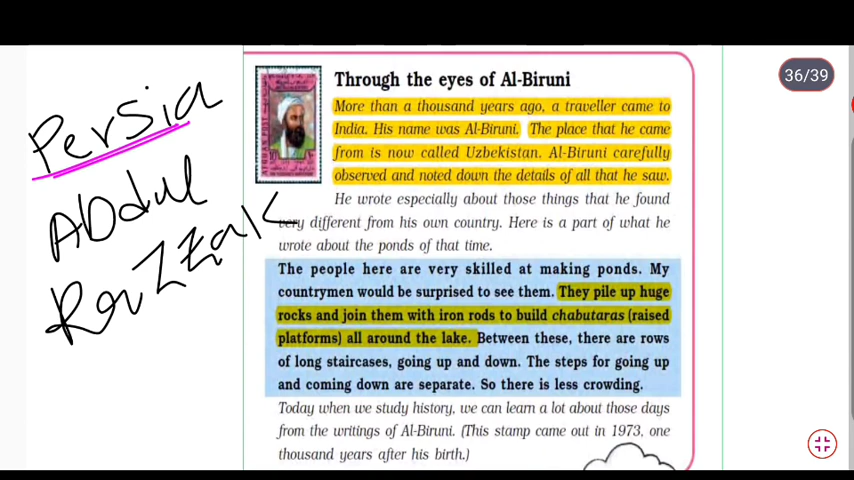 Through the eyes of Al-Biruni
More than a thousand years ago, a traveller came to
India. His name was Al-Biruni. The place that he came
from is now called Uzbekistan. Al-Biruni carefully
observed and noted down the details of all that he saw.
He wrote especially about those things that he found
very different from his own country. Here is a part of what he
wrote about the ponds of that time.
The people here are very skilled at making ponds. My
countrymen would be surprised to see them. They pile up huge
rocks and join them with iron rods to build chabutaras (raised
platforms) all around the lake. Between these, there are rows
of long staircases, going up and down. The steps for going up
and coming down are separate. So there is less crowding.
Today when we study history, we can learn a lot about those days
from the writings of Al-Biruni. (This stamp came out in 1973, one
thousand years after his birth.)
Persia
Abdul
Razzak
36/39